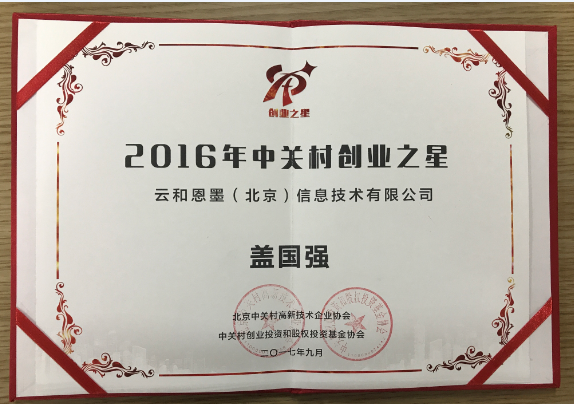 创业之星
2016年中关村创业之星
云和恩墨（北京）信息技术有限公司
盖国强
北京中关村高新技术企业协会
中关村创业投资和股权投资基金协会
二〇一七年九月